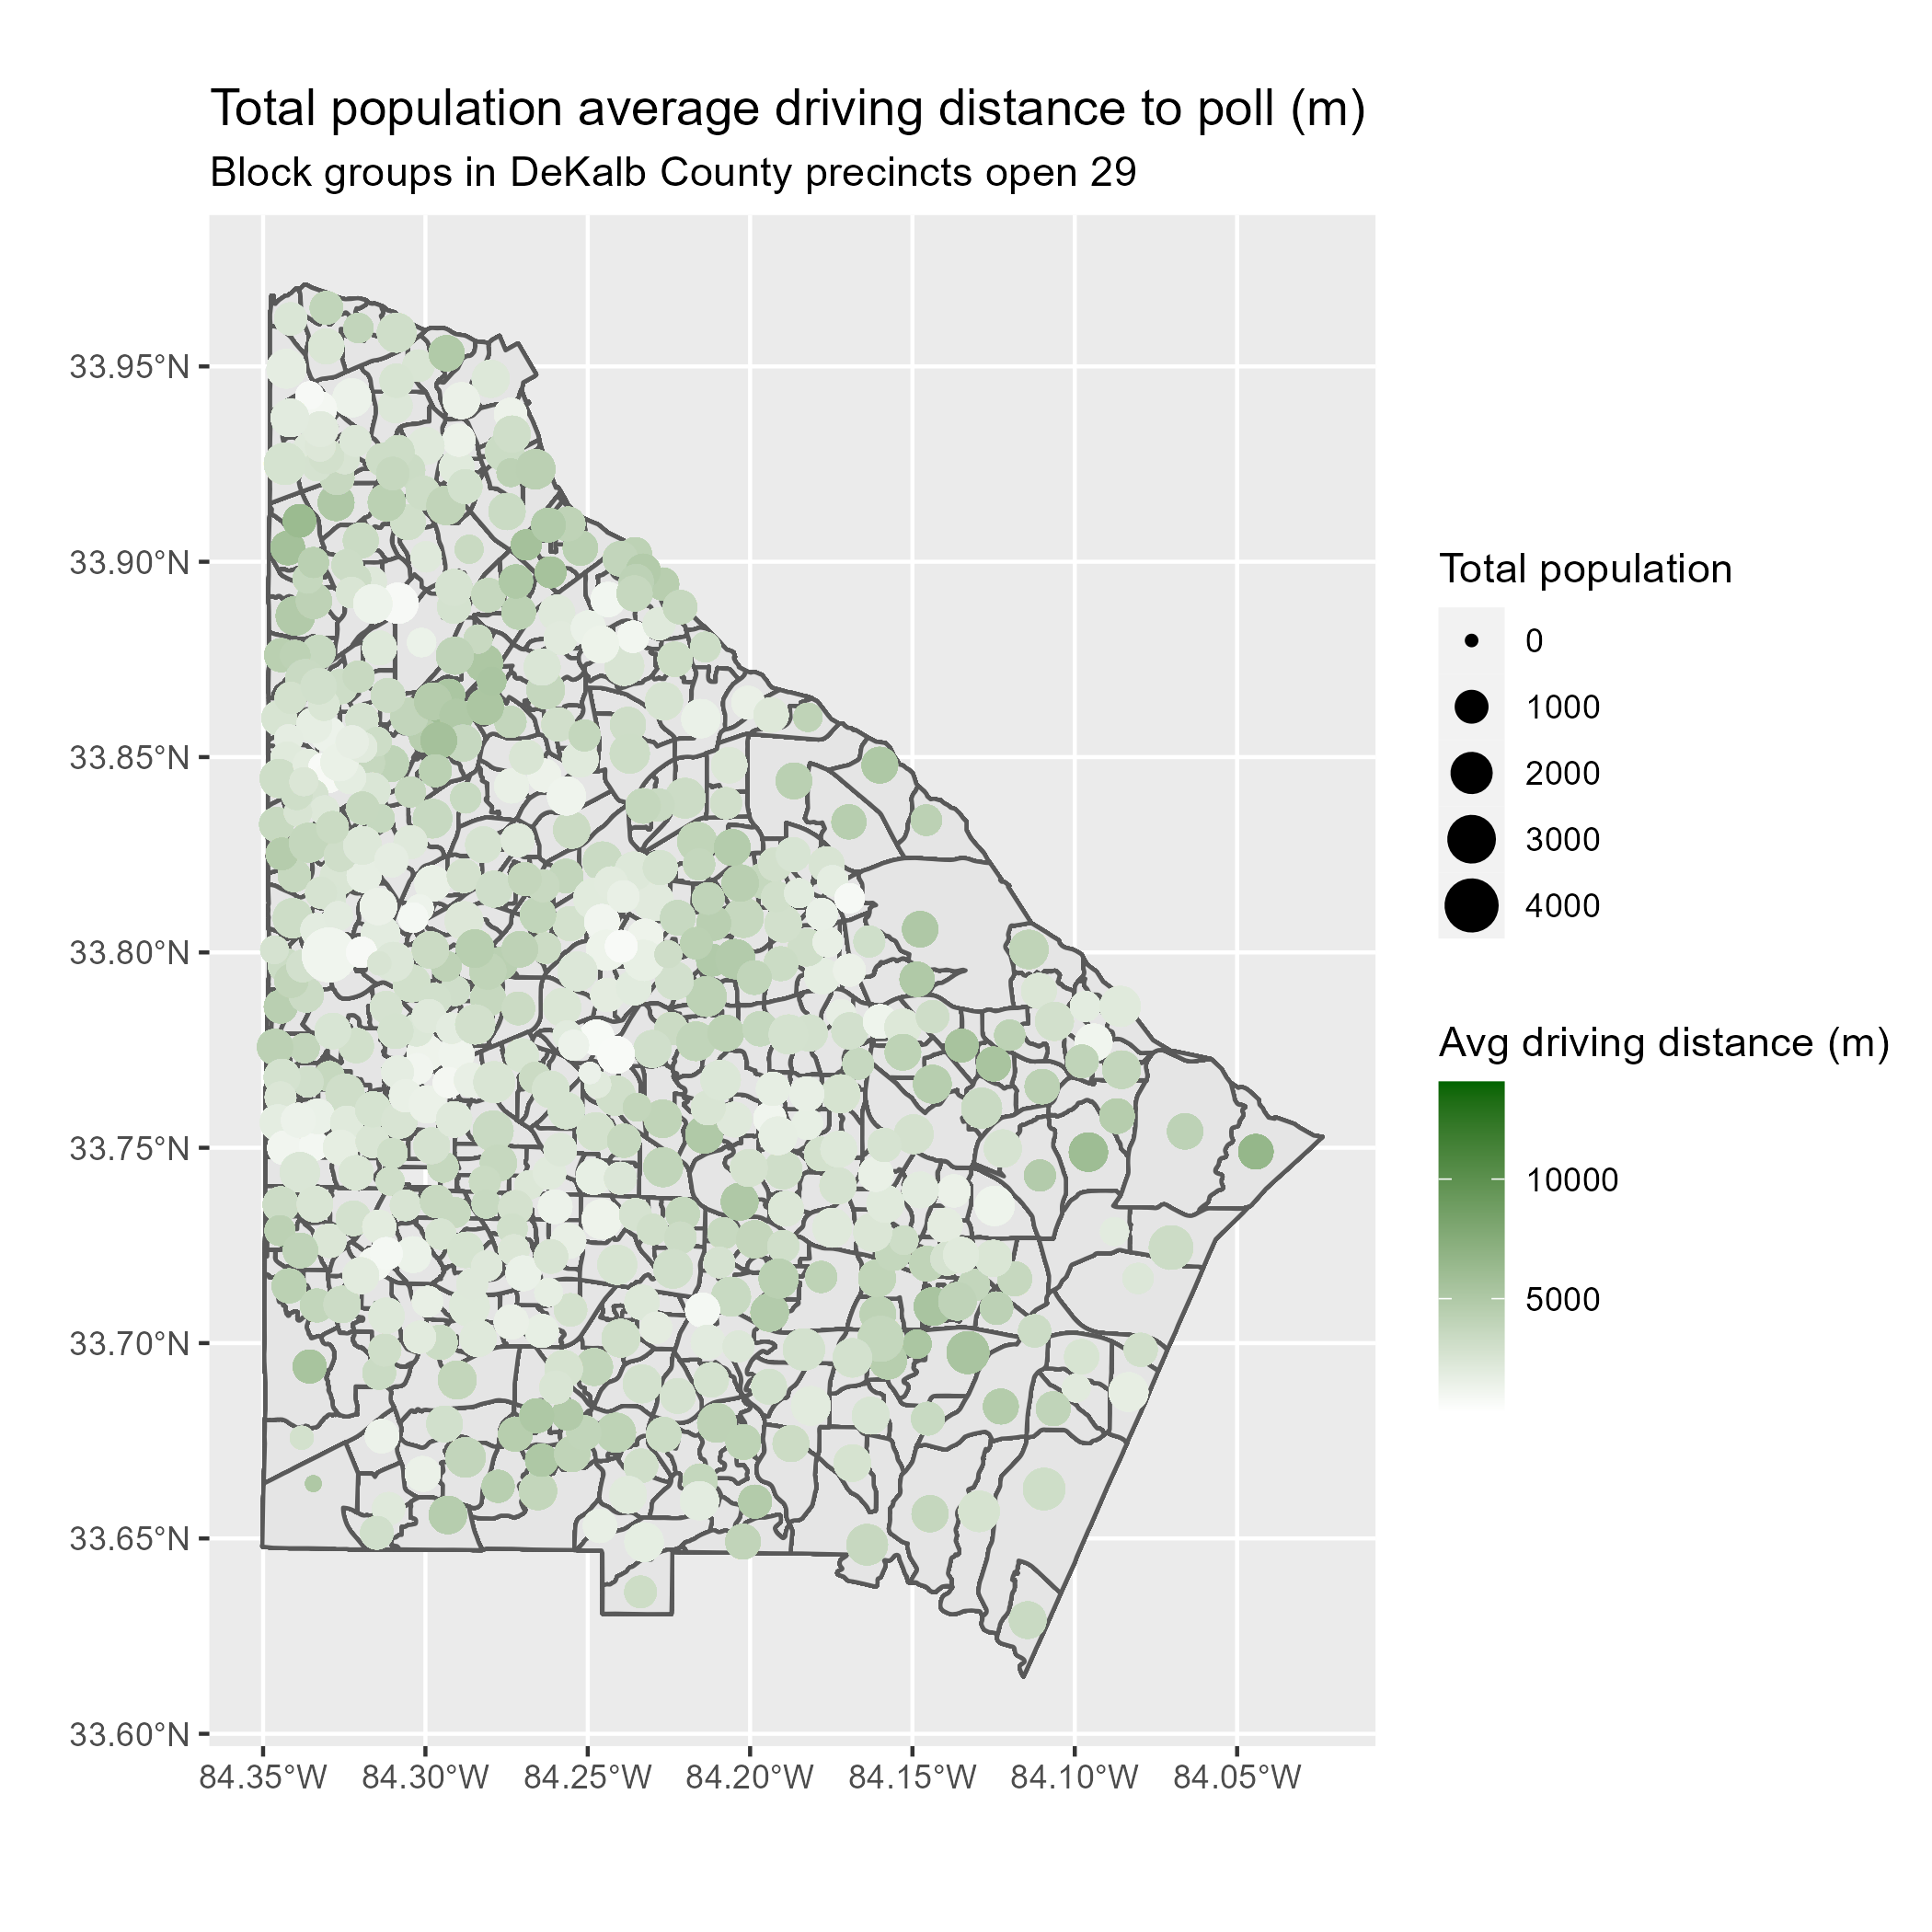 Total population average driving distance to poll (m)
Block groups in DeKalb County precincts open 29
33.95°N
33.90°N
33.85°N
33.80°N
33.75°N
33.70°N
33.65°N
33.60°N
84.35°W
84.30°W
84.25°W
84.20°W
84.15°W
84.10°W
84.05°W
Total population
0
1000
2000
3000
4000
Avg driving distance (m)
10000
5000